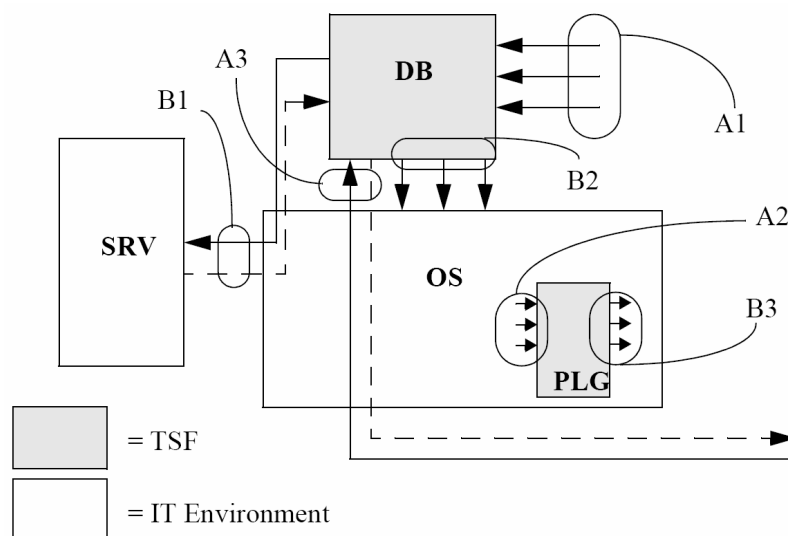 DB
A3
B1
A1
B2
SRV
A2
OS
B3
PLG
= TSF
= IT Environment